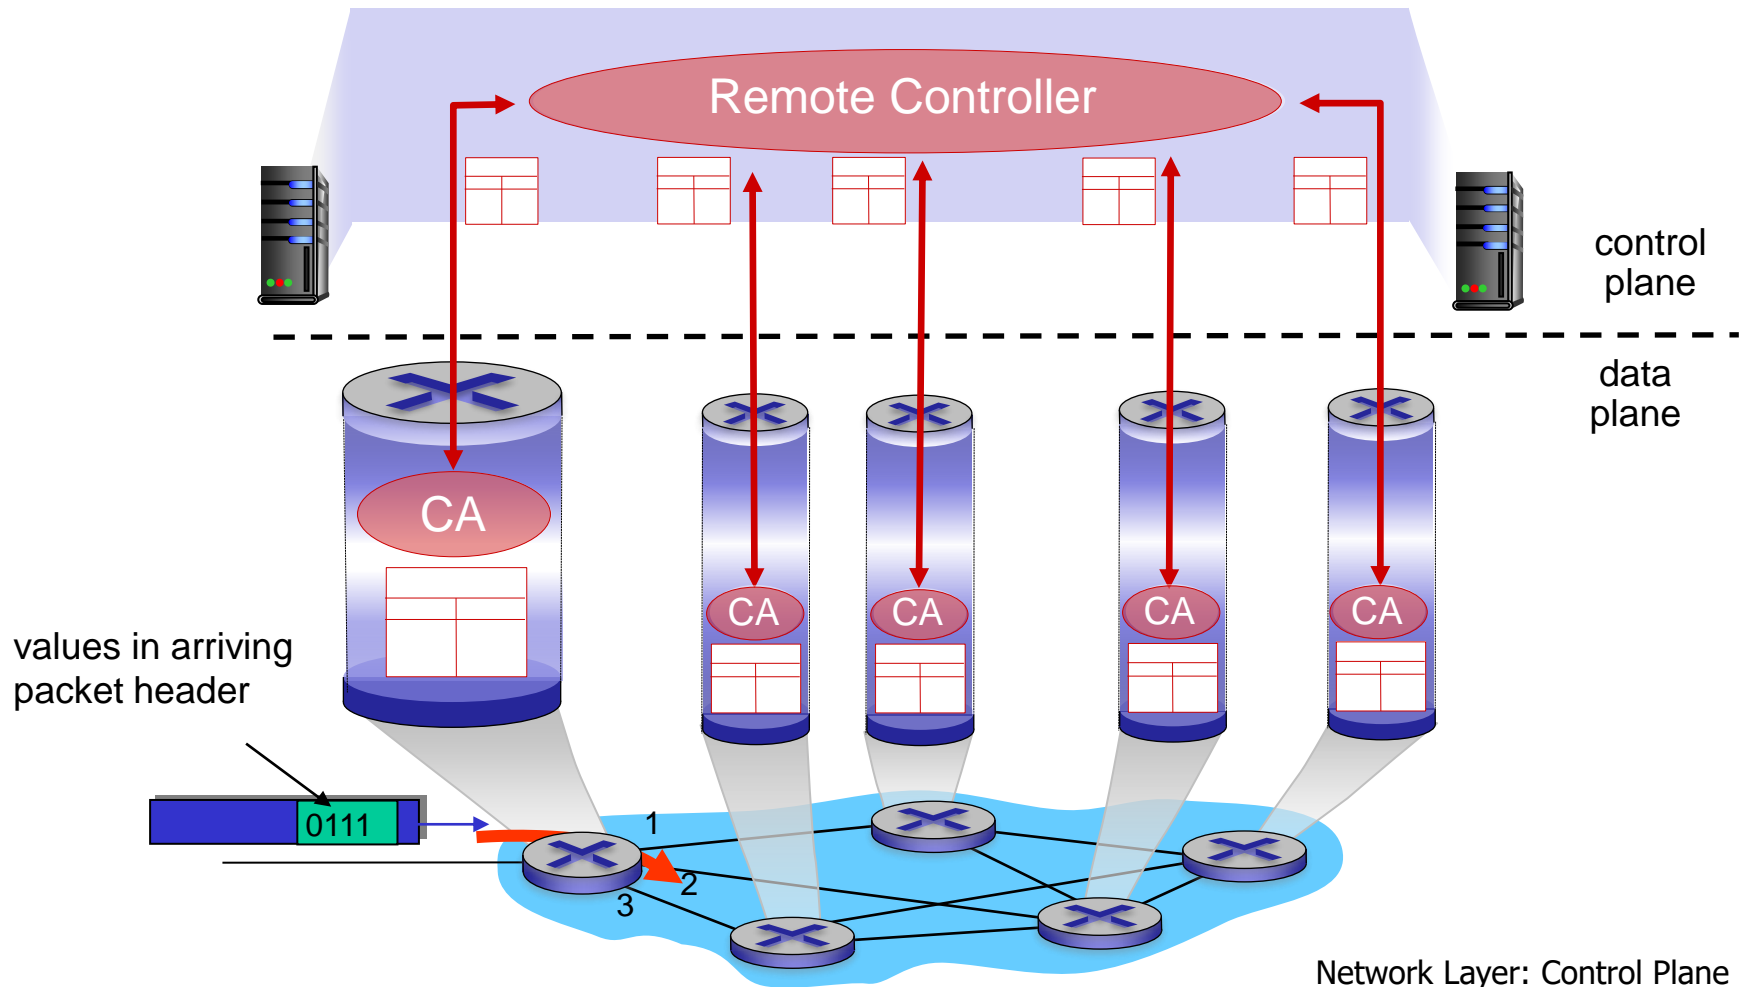 Remote Controller
control
plane
data
plane
CA
CA
CA
CA
CA
values in arriving
packet header
0111
1
2
3
Network Layer: Control Plane